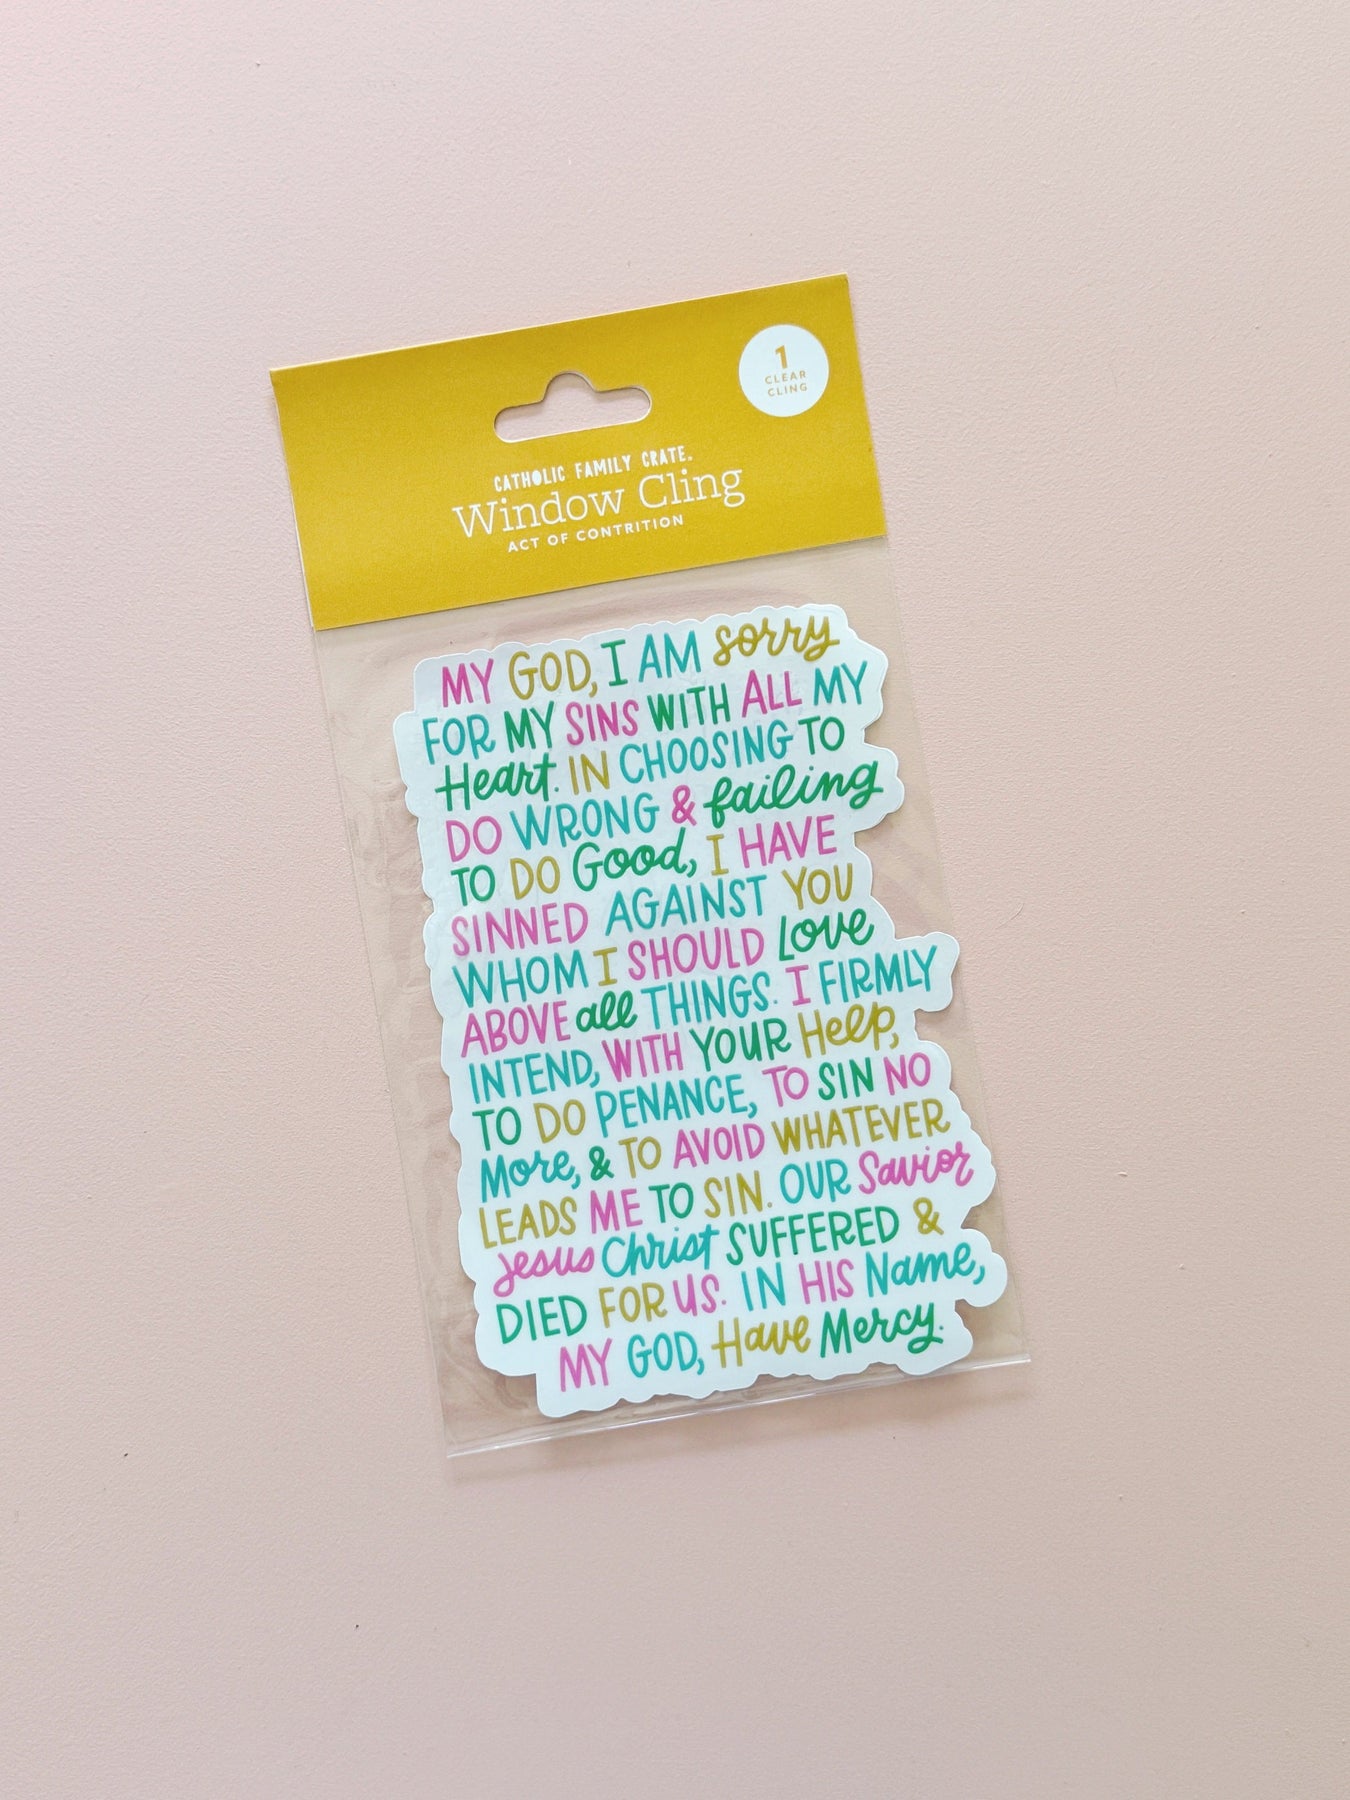 1
CLEAR
CLING
CATHOLIC FAMILY CRATE.
Window Cling
ACT OF CONTRITION
MY GOD, I AM sorry
FOR MY SINS WITH ALL MY
Heart. IN CHOOSING TO
DO WRONG & failing
TO DO Good, I HAVE
SINNED AGAINST YOU
WHOM I SHOULD Love
ABOVE all THINGS. I FIRMLY
INTEND, WITH YOUR Help,
TO DO PENANCE, TO SIN NO
More, & TO AVOID WHATEVER
LEADS ME TO SIN. OUR Savior
Jesus Christ SUFFERED &
DIED FOR US. IN HIS Name,
MY GOD, Have Mercy.